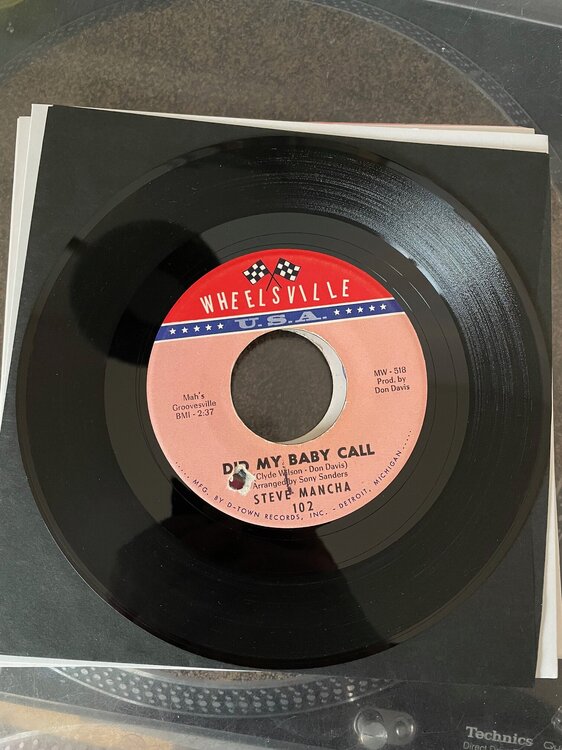 WHEELSVILLE
U.S.A.
Mah's
Groovesville
BMI - 2:37
MW - 518
Prod. by
Don Davis
DID MY BABY CALL
(Clyde Wilson - Don Davis)
Arranged by Sony Sanders
STEVE MANCHA
102
.....MFG. BY D-TOWN RECORDS, INC. - DETROIT, MICHIGAN.....
Technics
Direct